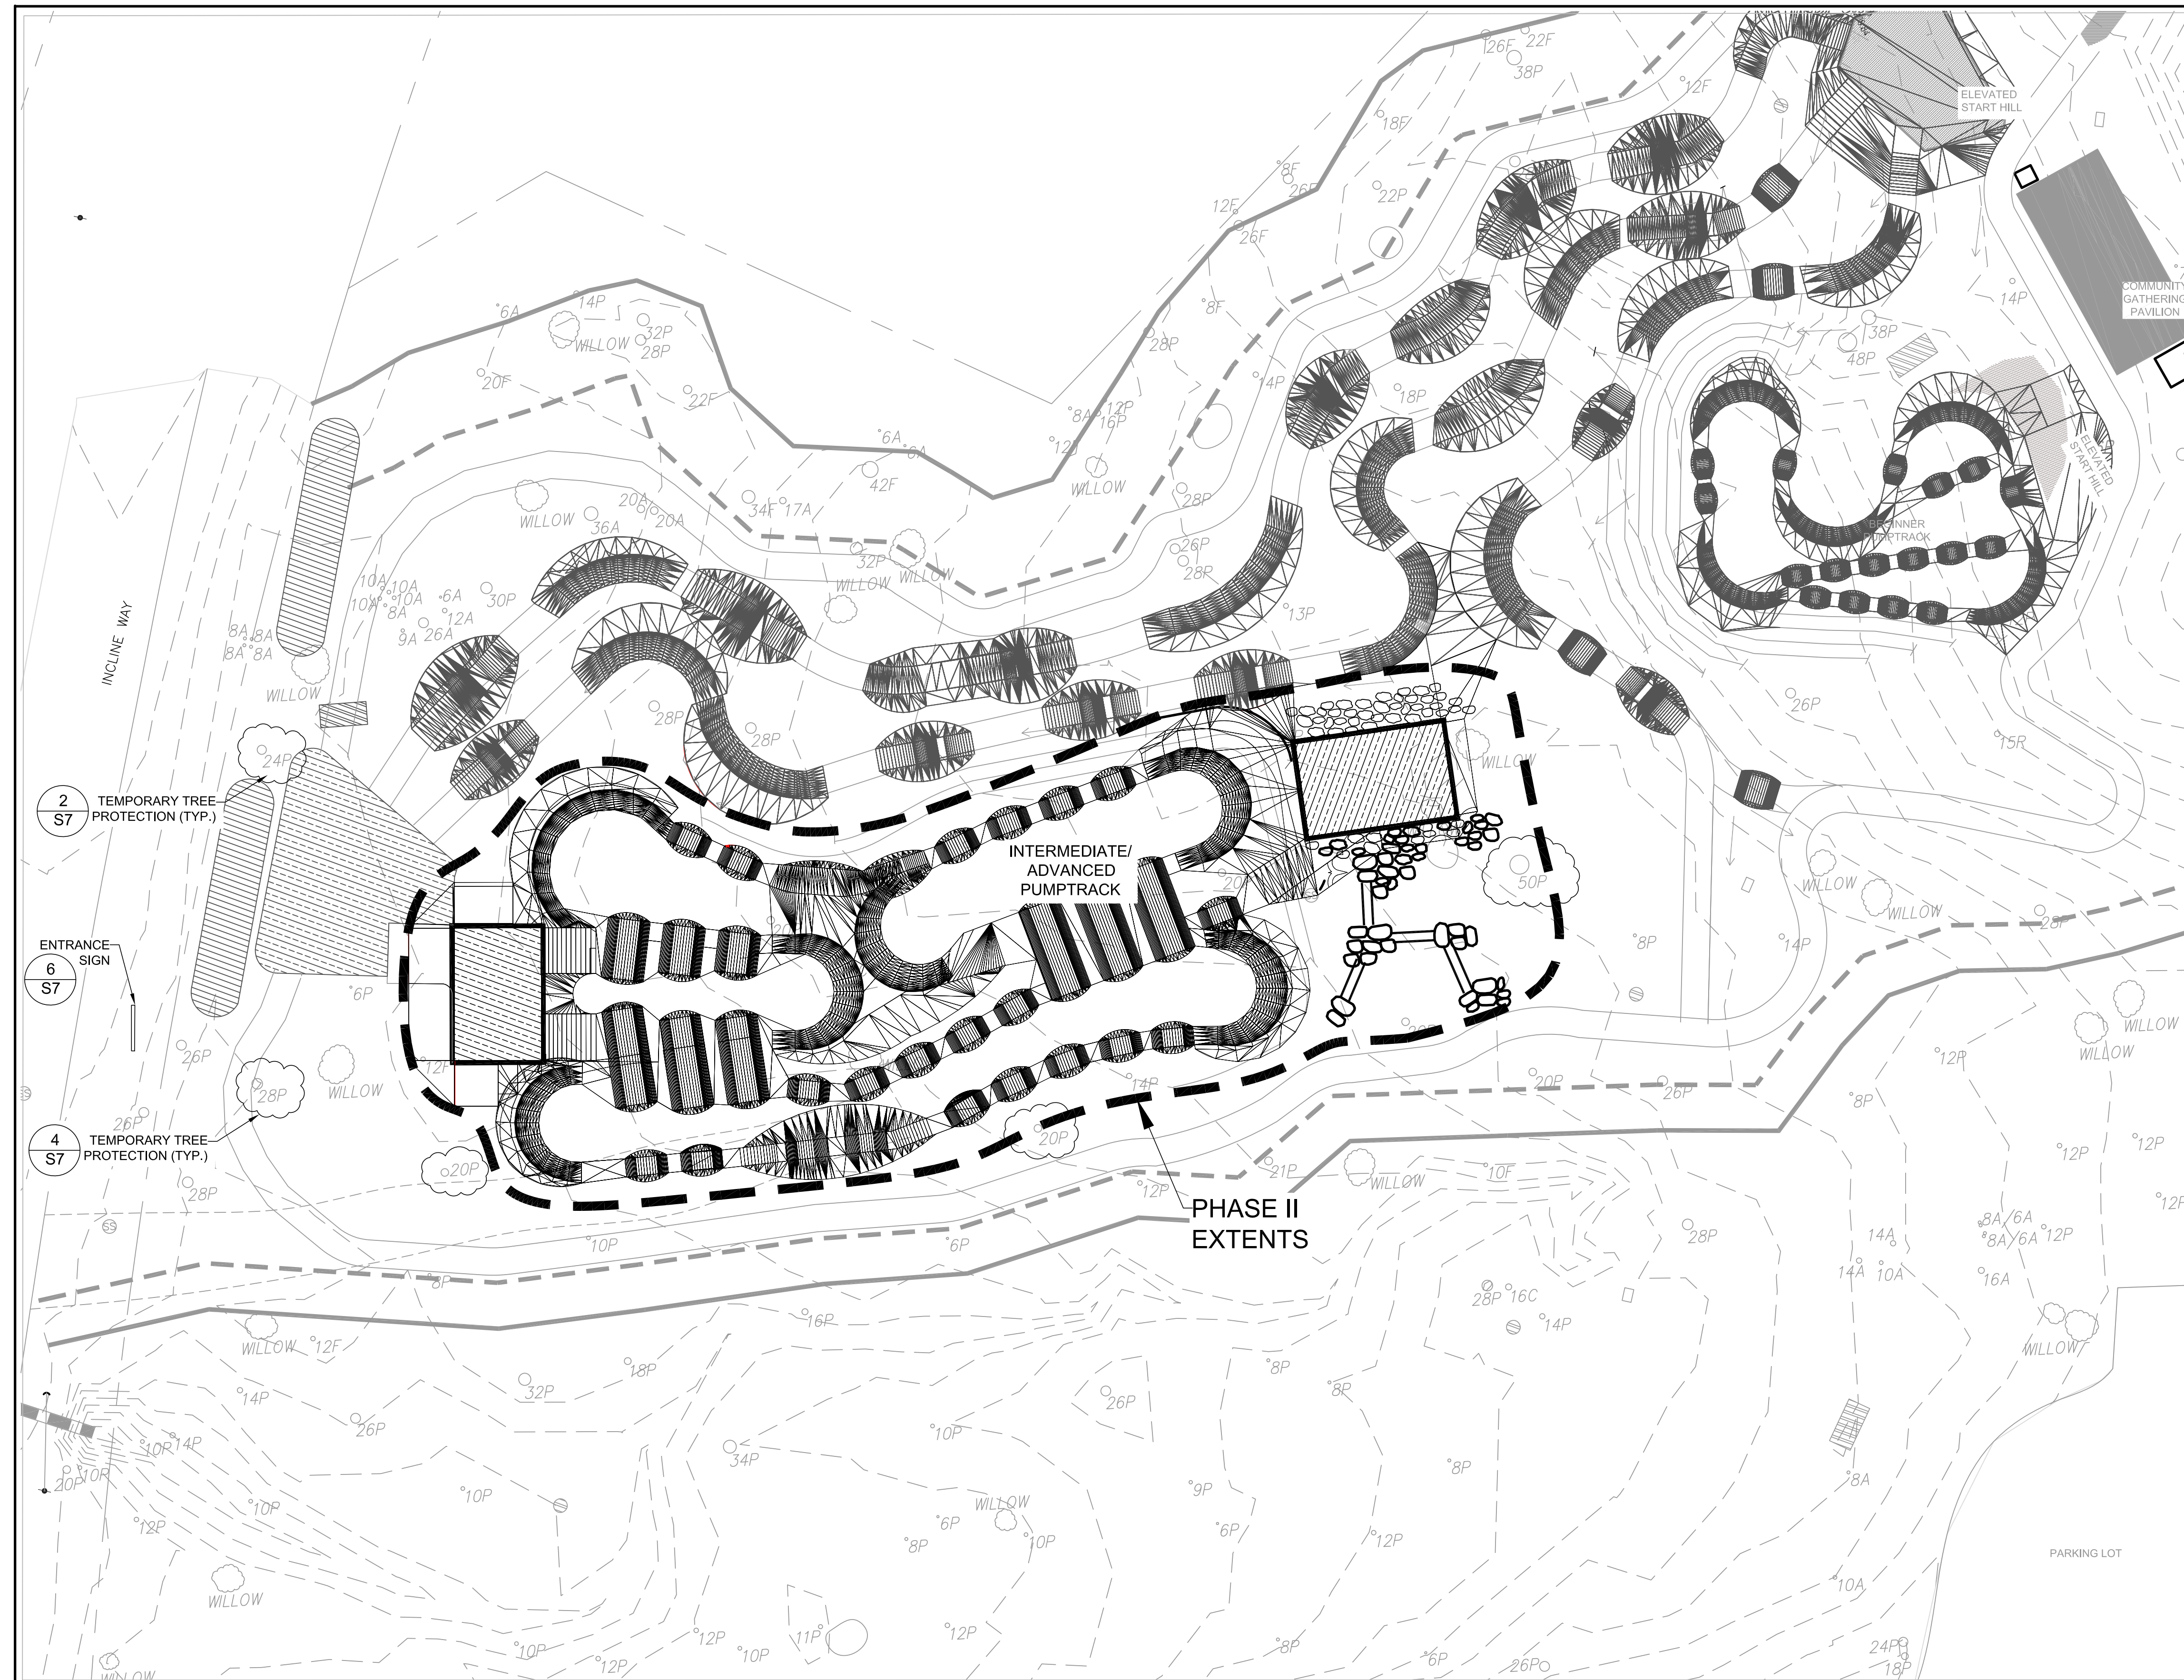 26F
22F
38P
12F
ELEVATED
START HILL
18F
8F
26F
22P
12F
26F
14P
COMMUNITY
GATHERING
PAVILION
6A
14P
32P
28P
WILLOW
8F
28P
38P
48P
20F
22F
14P
18P
8A
12P
16P
6A
6A
12F
42F
WILLOW
28P
ELEVATED
START HILL
WILLOW
36A
20A
20A
34F
17A
BEGINNER
PUMPTRACK
26P
28P
32P
WILLOW
WILLOW
10A
10A
10A
10A
8A
6A
12A
30P
9A
26A
13P
8A
8A
8A
8A
INCLINE WAY
WILLOW
28P
28P
26P
15R
WILLOW
24P
2
S7
TEMPORARY TREE
PROTECTION (TYP.)
INTERMEDIATE/
ADVANCED
PUMPTRACK
50P
WILLOW
WILLOW
28P
ENTRANCE
SIGN
6
S7
6P
8P
14P
26P
WILLOW
WILLOW
12P
28P
WILLOW
14P
20P
26P
8P
26P
4
S7
TEMPORARY TREE
PROTECTION (TYP.)
20P
20P
12P
12P
28P
21P
WILLOW
10F
12P
PHASE II
EXTENTS
SS
10P
6P
28P
14A
8A/6A
8A/6A
12P
8P
14A
10A
16A
16P
28P
16C
14P
WILLOW
12F
WILLOW
18P
32P
8P
8P
14P
26P
26P
10P
14P
10P
34P
20P
10P
8P
8A
10P
10P
9P
WILLOW
12P
6P
10P
8P
6P
12P
PARKING LOT
WILLOW
10A
12P
11P
12P
10P
10P
12P
8P
6P
26P
24P
18P
WILLOW